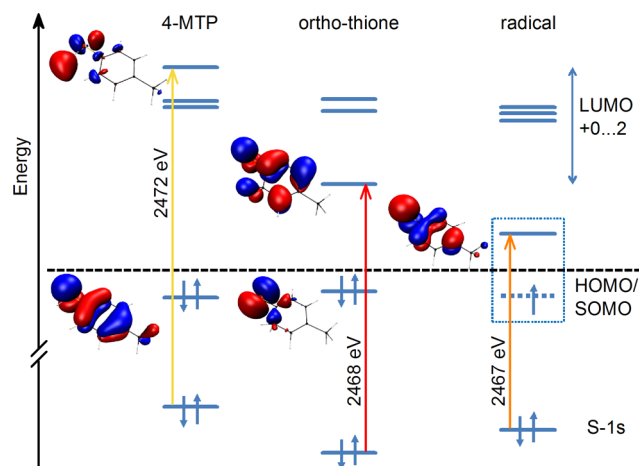 4-MTP
ortho-thione
radical
LUMO
+0...2
Energy
2472 eV
2468 eV
2467 eV
HOMO/
SOMO
S-1s